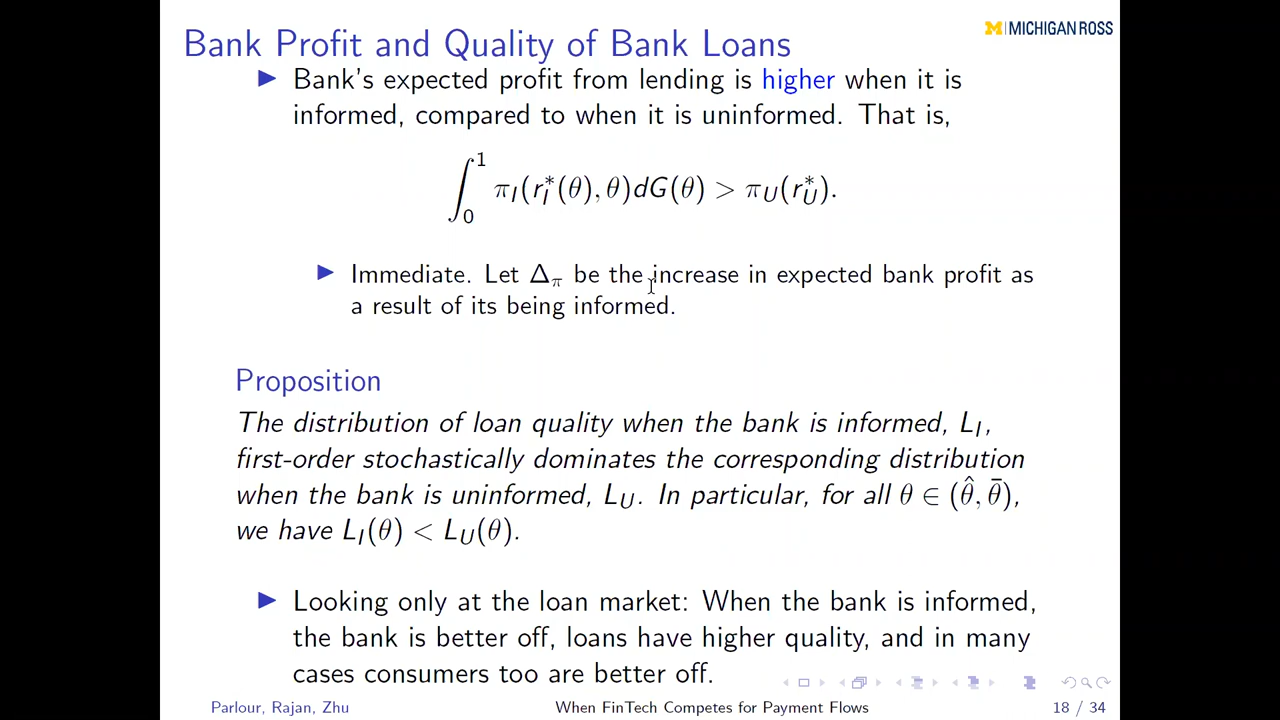 Bank Profit and Quality of Bank Loans
M | MICHIGAN ROSS
Bank's expected profit from lending is higher when it is
informed, compared to when it is uninformed. That is,
∫₀¹ π_I(r*_I(θ), θ)dG(θ) > π_U(r*_U).
Immediate. Let Δ_π be the increase in expected bank profit as
a result of its being informed.
Proposition
The distribution of loan quality when the bank is informed, L_I,
first-order stochastically dominates the corresponding distribution
when the bank is uninformed, L_U. In particular, for all θ ∈ (θ̂, θ̄),
we have L_I(θ) < L_U(θ).
Looking only at the loan market: When the bank is informed,
the bank is better off, loans have higher quality, and in many
cases consumers too are better off.
Parlour, Rajan, Zhu
When FinTech Competes for Payment Flows
18 / 34